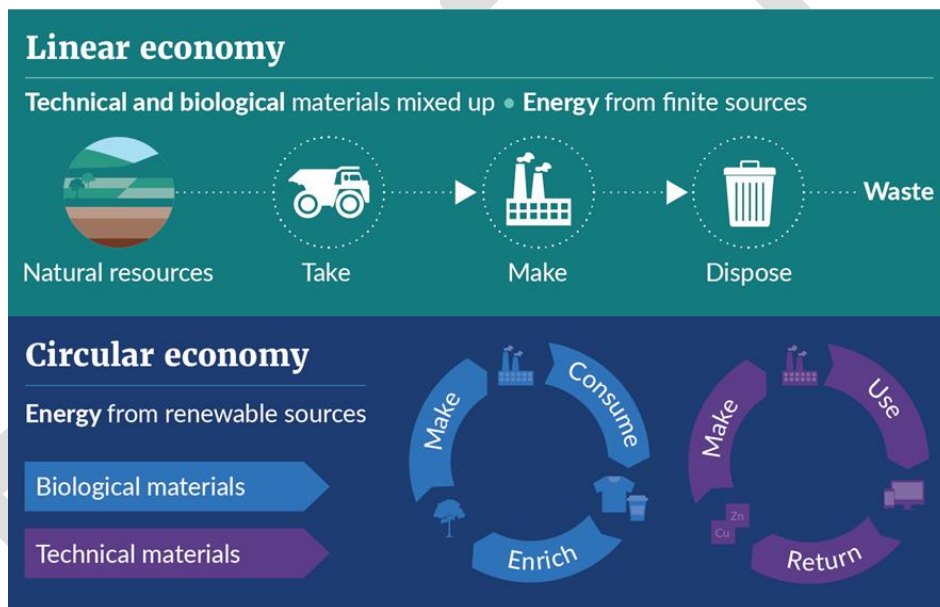 Linear economy
Technical and biological materials mixed up • Energy from finite sources
Waste
Natural resources
Take
Make
Dispose
Circular economy
Energy from renewable sources
Biological materials
Technical materials
Make
Consume
Enrich
Make
Use
Zn
Cu
Return